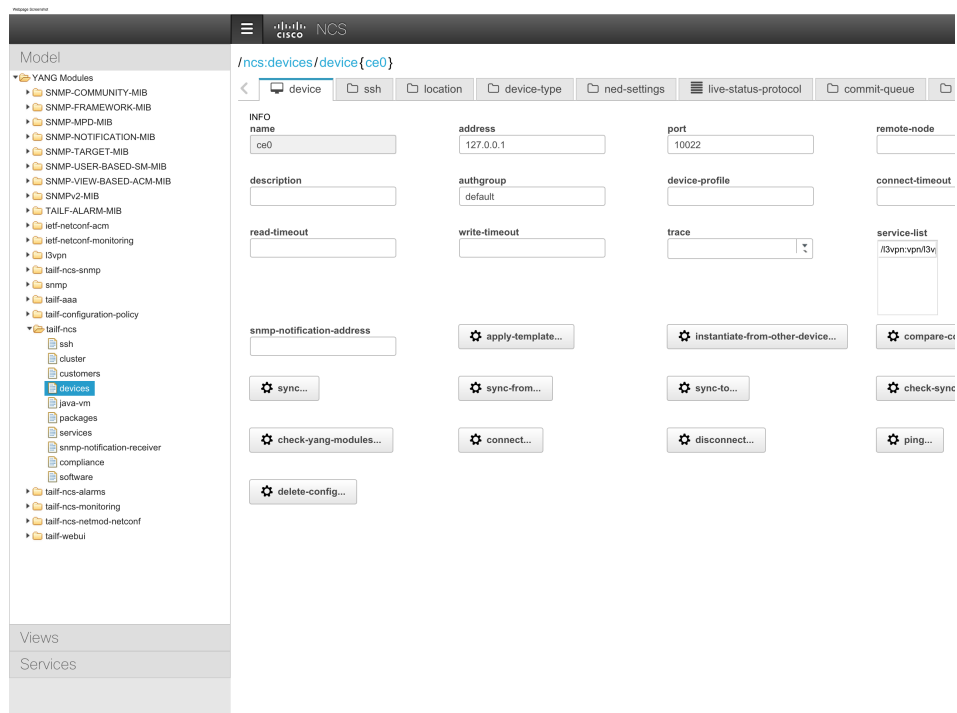 Webpage Screenshot
CISCO NCS
Model
YANG Modules
SNMP-COMMUNITY-MIB
SNMP-FRAMEWORK-MIB
SNMP-MPD-MIB
SNMP-NOTIFICATION-MIB
SNMP-TARGET-MIB
SNMP-USER-BASED-SM-MIB
SNMP-VIEW-BASED-ACM-MIB
SNMPv2-MIB
TAILF-ALARM-MIB
ietf-netconf-acm
ietf-netconf-monitoring
l3vpn
tailf-ncs-snmp
snmp
tailf-aaa
tailf-configuration-policy
tailf-ncs
ssh
cluster
customers
devices
java-vm
packages
services
snmp-notification-receiver
compliance
software
tailf-ncs-alarms
tailf-ncs-monitoring
tailf-ncs-netmod-netconf
tailf-webui
Views
Services
/ncs:devices/device{ce0}
device ssh location device-type ned-settings live-status-protocol commit-queue
INFO
name address port remote-node
ce0 127.0.0.1 10022
description authgroup device-profile connect-timeout
default
read-timeout write-timeout trace service-list
/l3vpn:vpn/l3v
snmp-notification-address apply-template... instantiate-from-other-device... compare-co
sync... sync-from... sync-to... check-sync
check-yang-modules... connect... disconnect... ping...
delete-config...